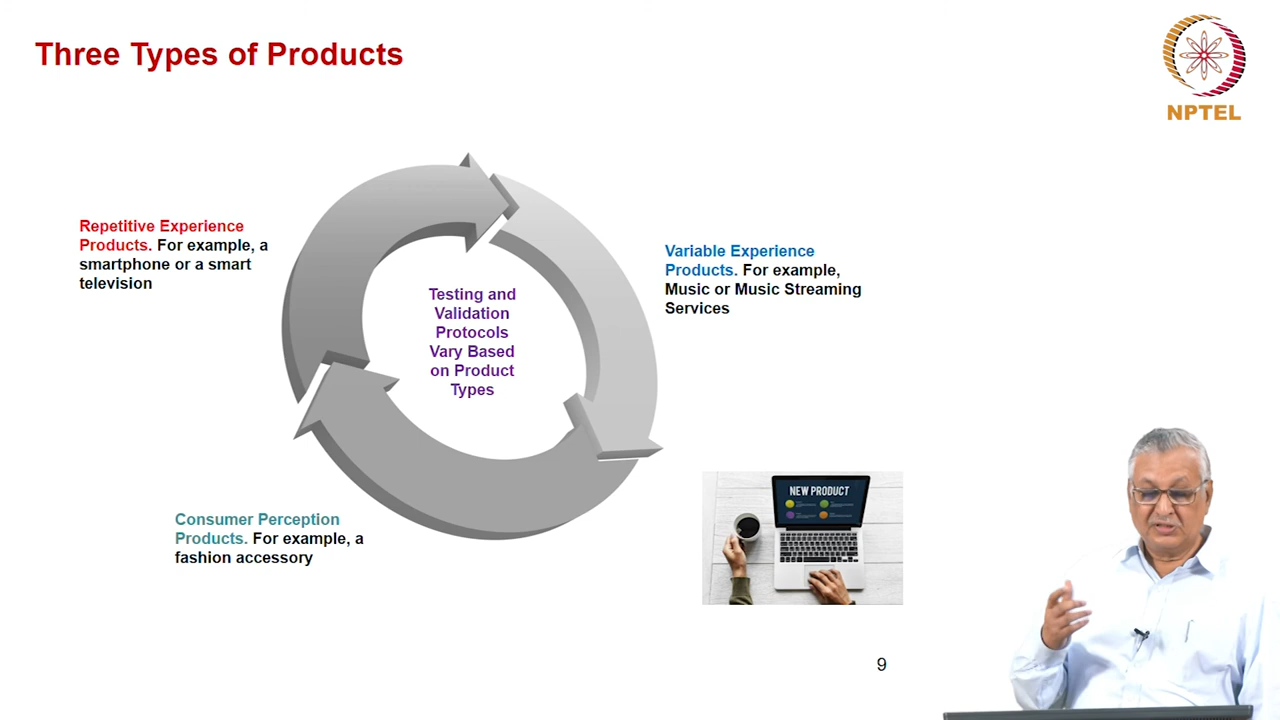 Three Types of Products
NPTEL
Repetitive Experience
Products. For example, a
smartphone or a smart
television
Variable Experience
Products. For example,
Music or Music Streaming
Services
Testing and
Validation
Protocols
Vary Based
on Product
Types
Consumer Perception
Products. For example, a
fashion accessory
NEW PRODUCT
9